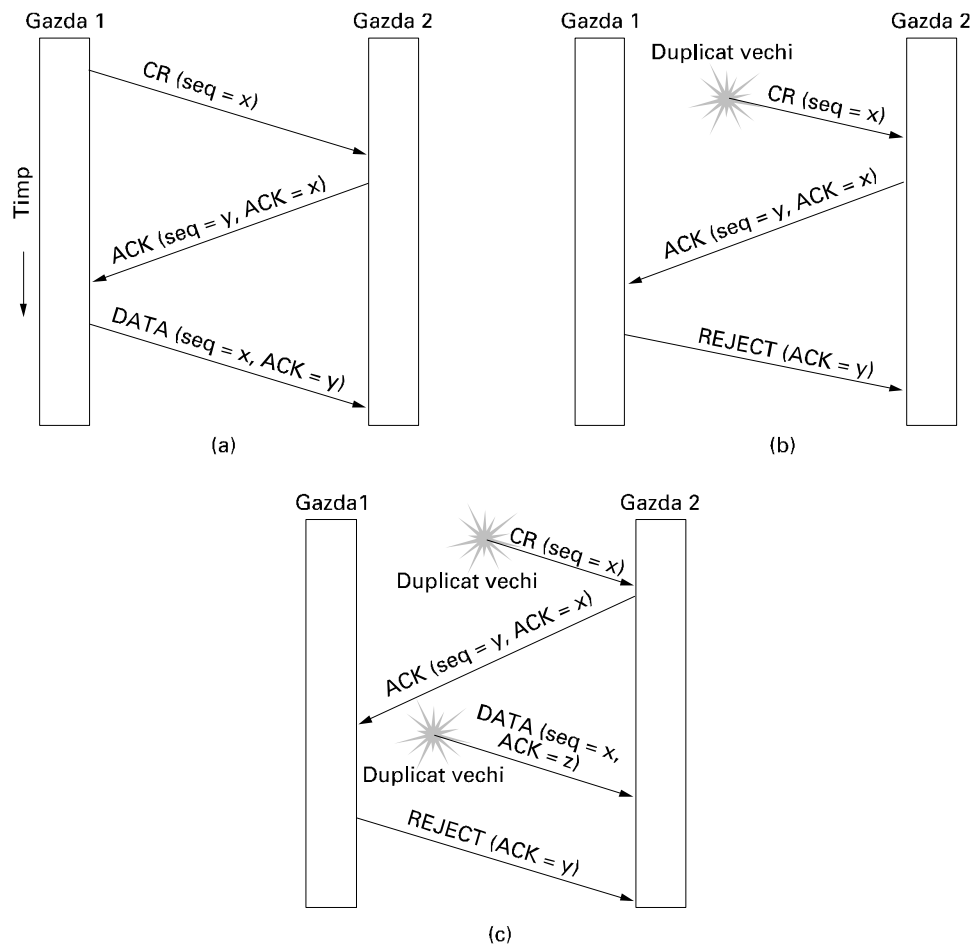 Gazda 1
Gazda 2
CR (seq = x)
ACK (seq = y, ACK = x)
DATA (seq = x, ACK = y)
Timp
(a)
Gazda 1
Gazda 2
Duplicat vechi
CR (seq = x)
ACK (seq = y, ACK = x)
REJECT (ACK = y)
(b)
Gazda1
Gazda 2
CR (seq = x)
Duplicat vechi
ACK (seq = y, ACK = x)
DATA (seq = x,
ACK = z)
Duplicat vechi
REJECT (ACK = y)
(c)